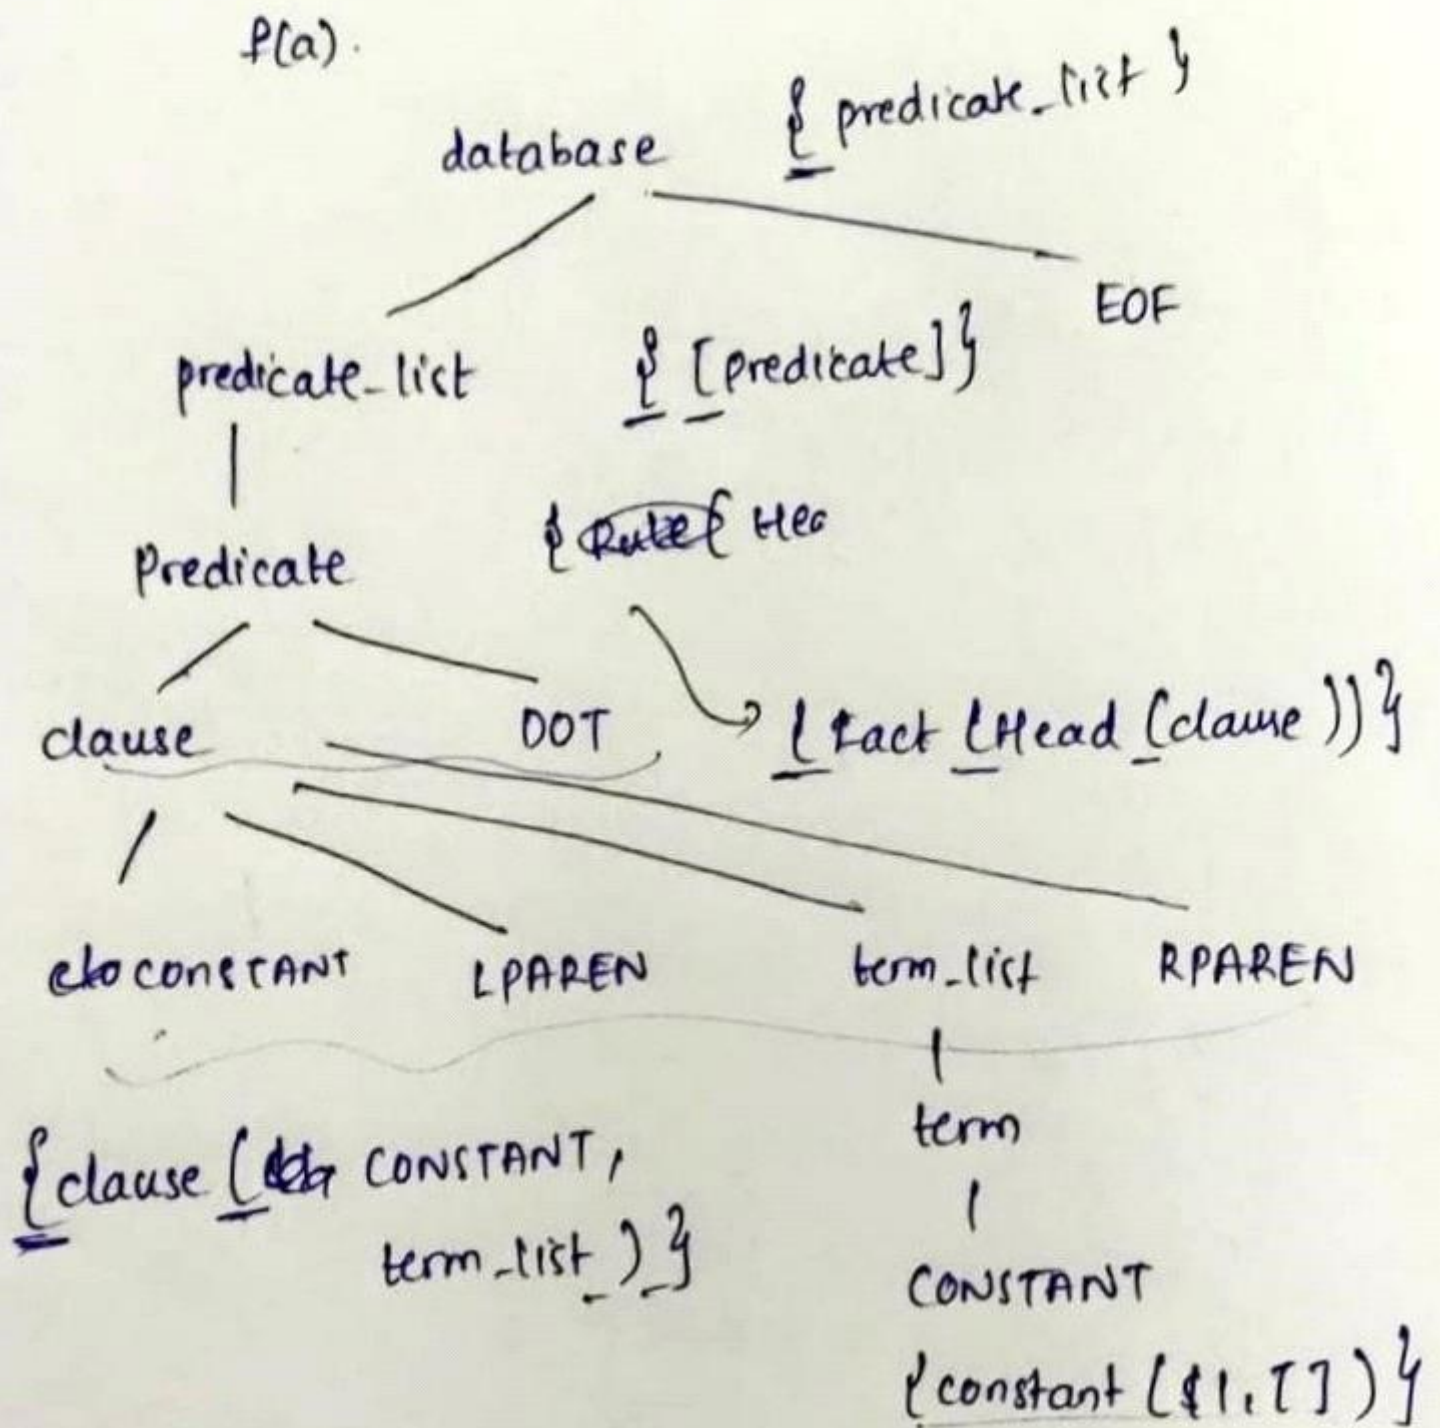 f(a).
{ predicate_list }
database
EOF
predicate_list
{ [predicate] }
Predicate
{ Rule { Hea
clause
DOT
{ Fact (Head (clause )) }
CONSTANT
LPAREN
term_list
RPAREN
term
{ clause ( CONSTANT,
term_list ) }
CONSTANT
{ constant ( $1, [ ] ) }